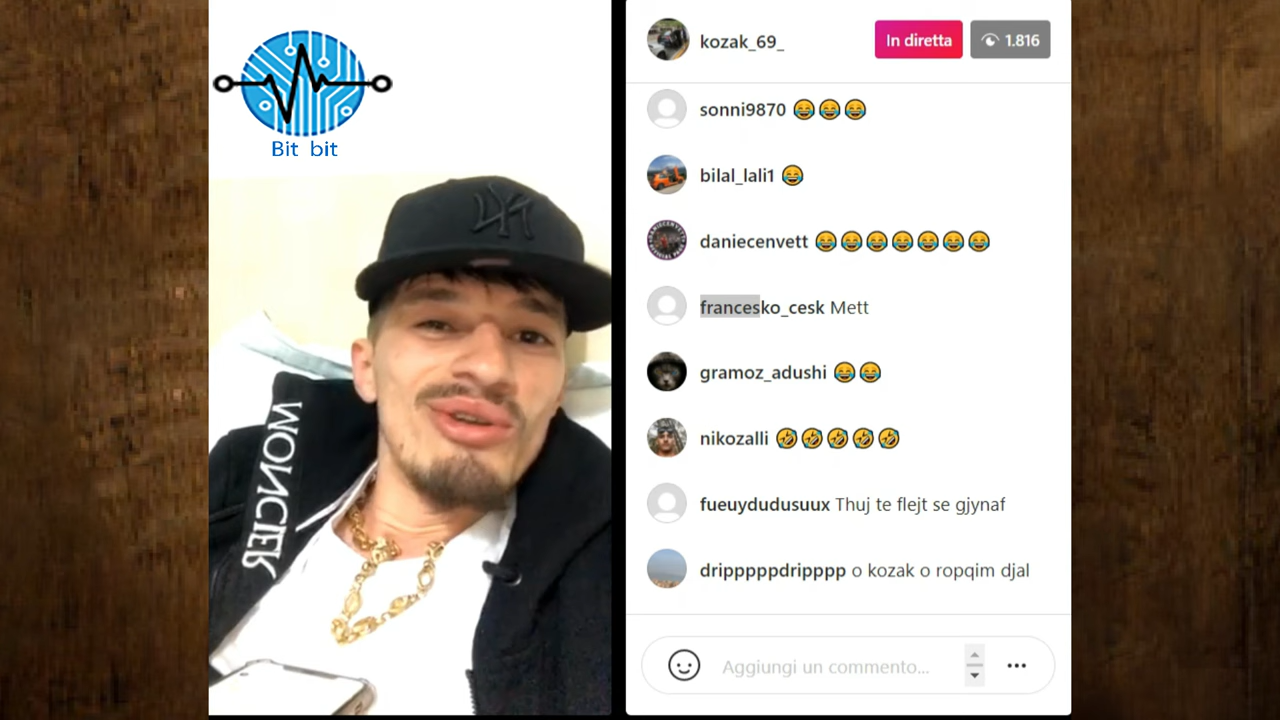 Bit bit
MONCLER
kozak_69_
In diretta
1.816
sonni9870 😂😂😂
bilal_lali1 😂
daniecenvett 😂😂😂😂😂😂😂
francesko_cesk Mett
gramoz_adushi 😂😂
nikozalli 🤣🤣🤣🤣🤣
fueuydudusuux Thuj te flejt se gjynaf
dripppppdripppp o kozak o ropqim djal
Aggiungi un commento...